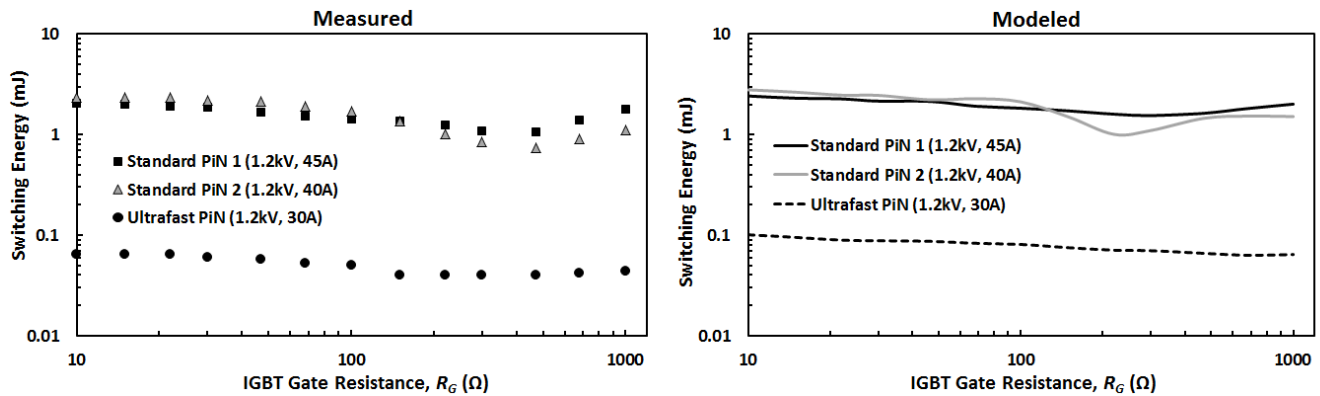 Measured
Switching Energy (mJ)
10
1
0.1
0.01
Standard PiN 1 (1.2kV, 45A)
Standard PiN 2 (1.2kV, 40A)
Ultrafast PiN (1.2kV, 30A)
10 100 1000
IGBT Gate Resistance, R_G (Ω)
Modeled
Switching Energy (mJ)
10
1
0.1
0.01
Standard PiN 1 (1.2kV, 45A)
Standard PiN 2 (1.2kV, 40A)
Ultrafast PiN (1.2kV, 30A)
10 100 1000
IGBT Gate Resistance, R_G (Ω)